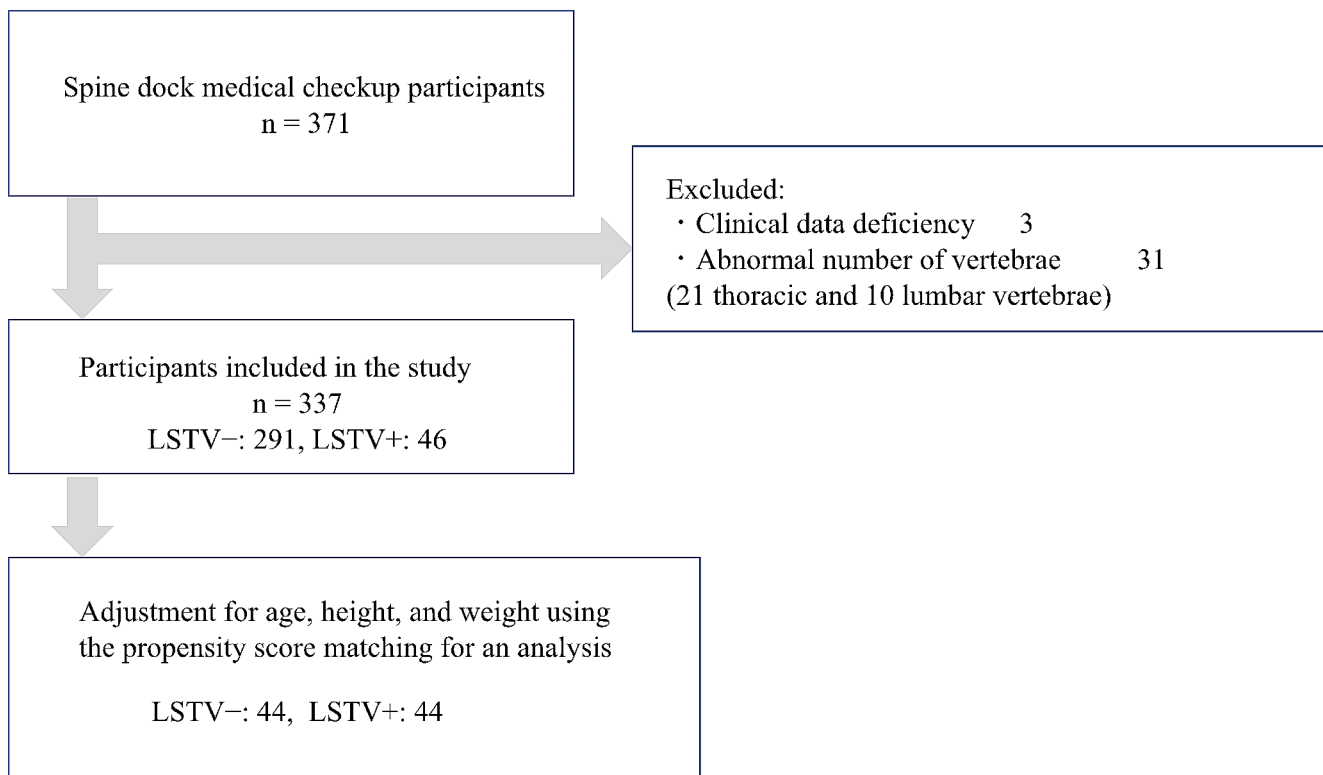 Spine dock medical checkup participants
n = 371
Excluded:
・Clinical data deficiency 3
・Abnormal number of vertebrae 31
(21 thoracic and 10 lumbar vertebrae)
Participants included in the study
n = 337
LSTV−: 291, LSTV+: 46
Adjustment for age, height, and weight using
the propensity score matching for an analysis
LSTV−: 44, LSTV+: 44